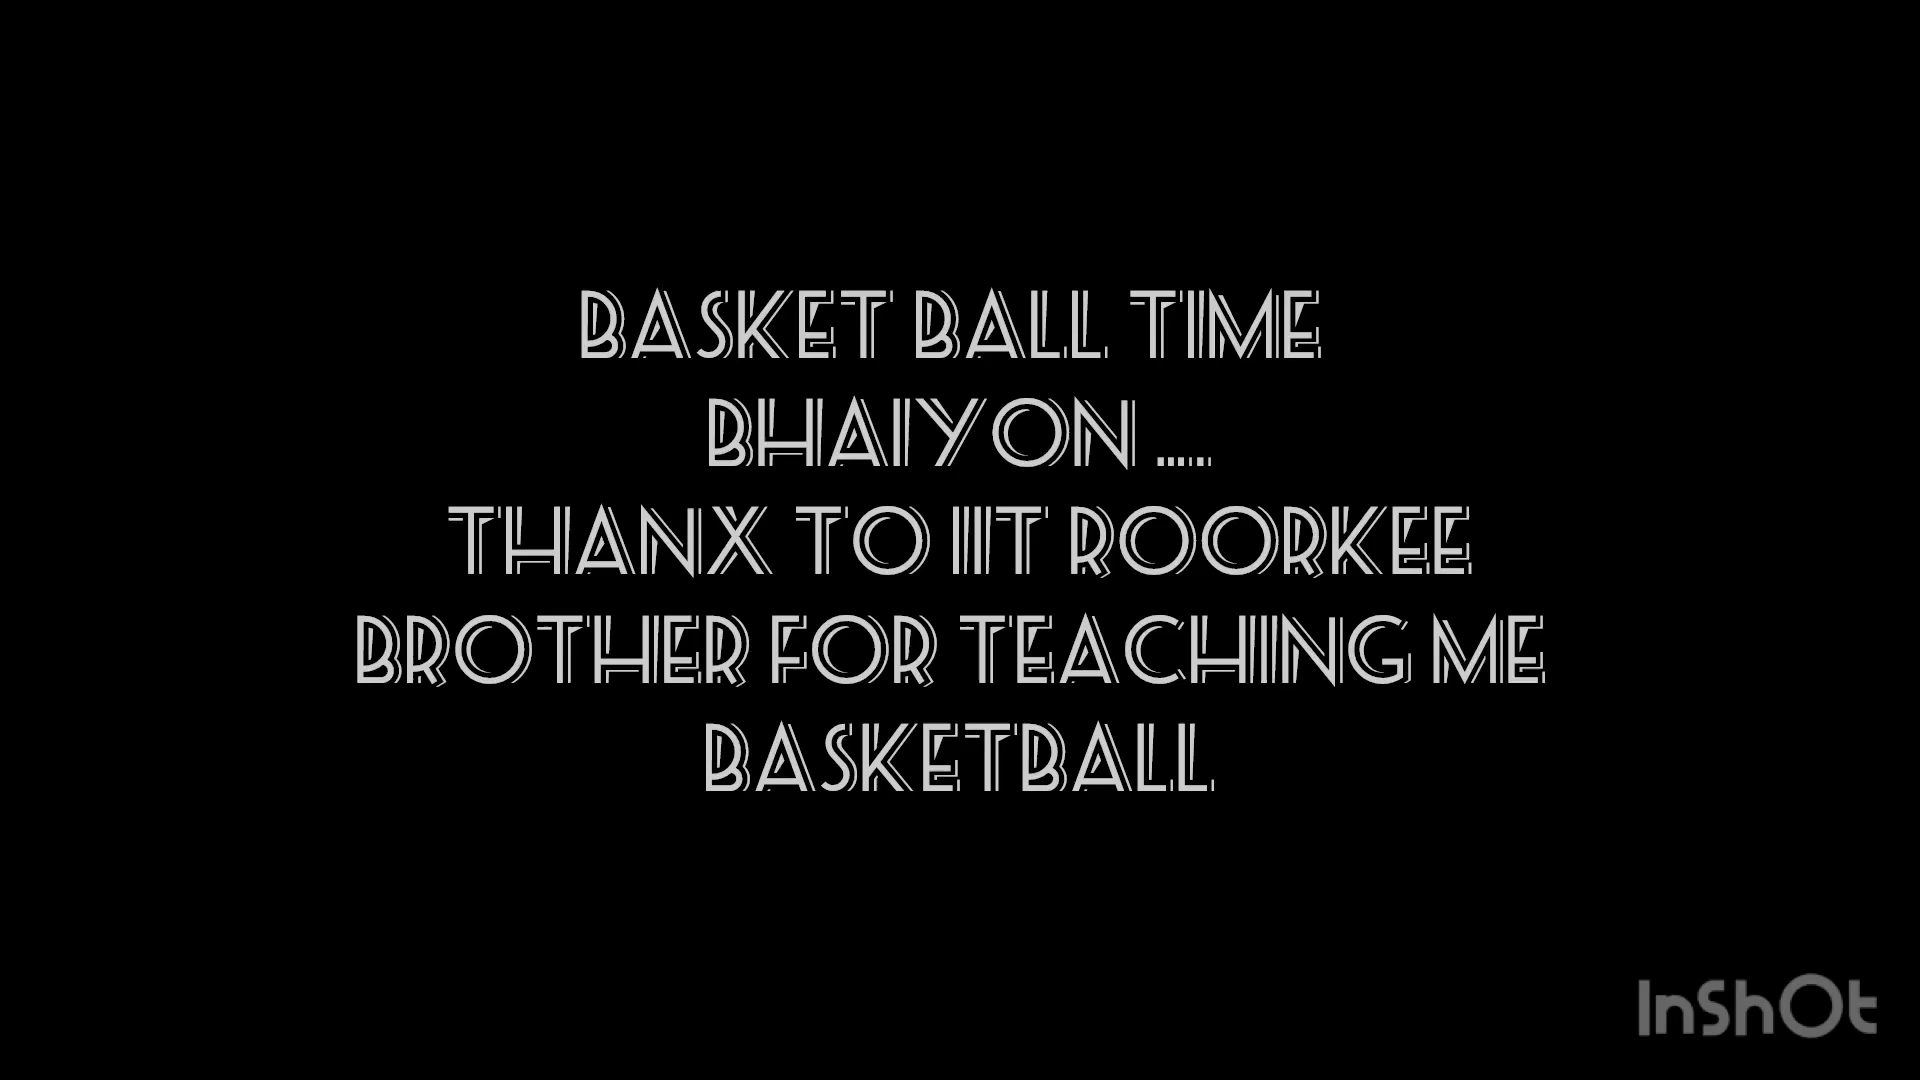 BASKET BALL TIME
BHAIYON ......
THANX TO IIT ROORKEE
BROTHER FOR TEACHING ME
BASKETBALL
InShOt